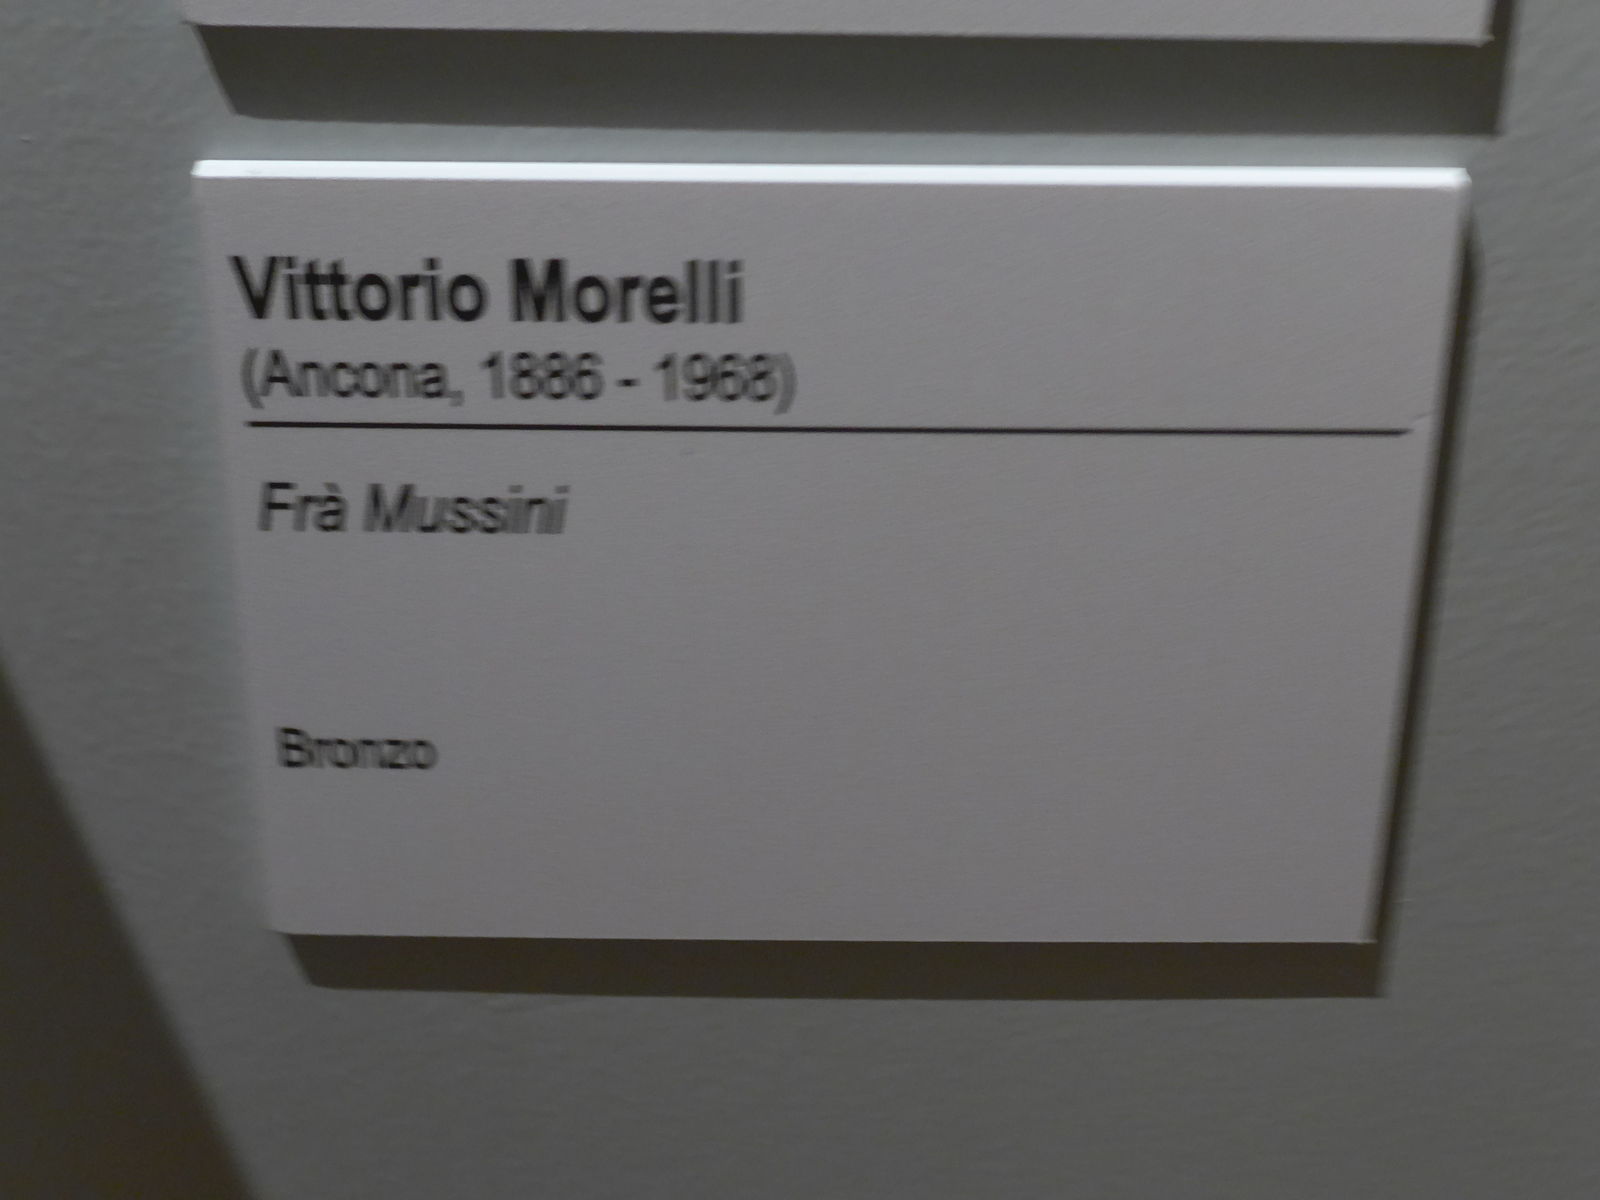 Vittorio Morelli
(Ancona, 1886 - 1968)
Frà Mussini
Bronzo